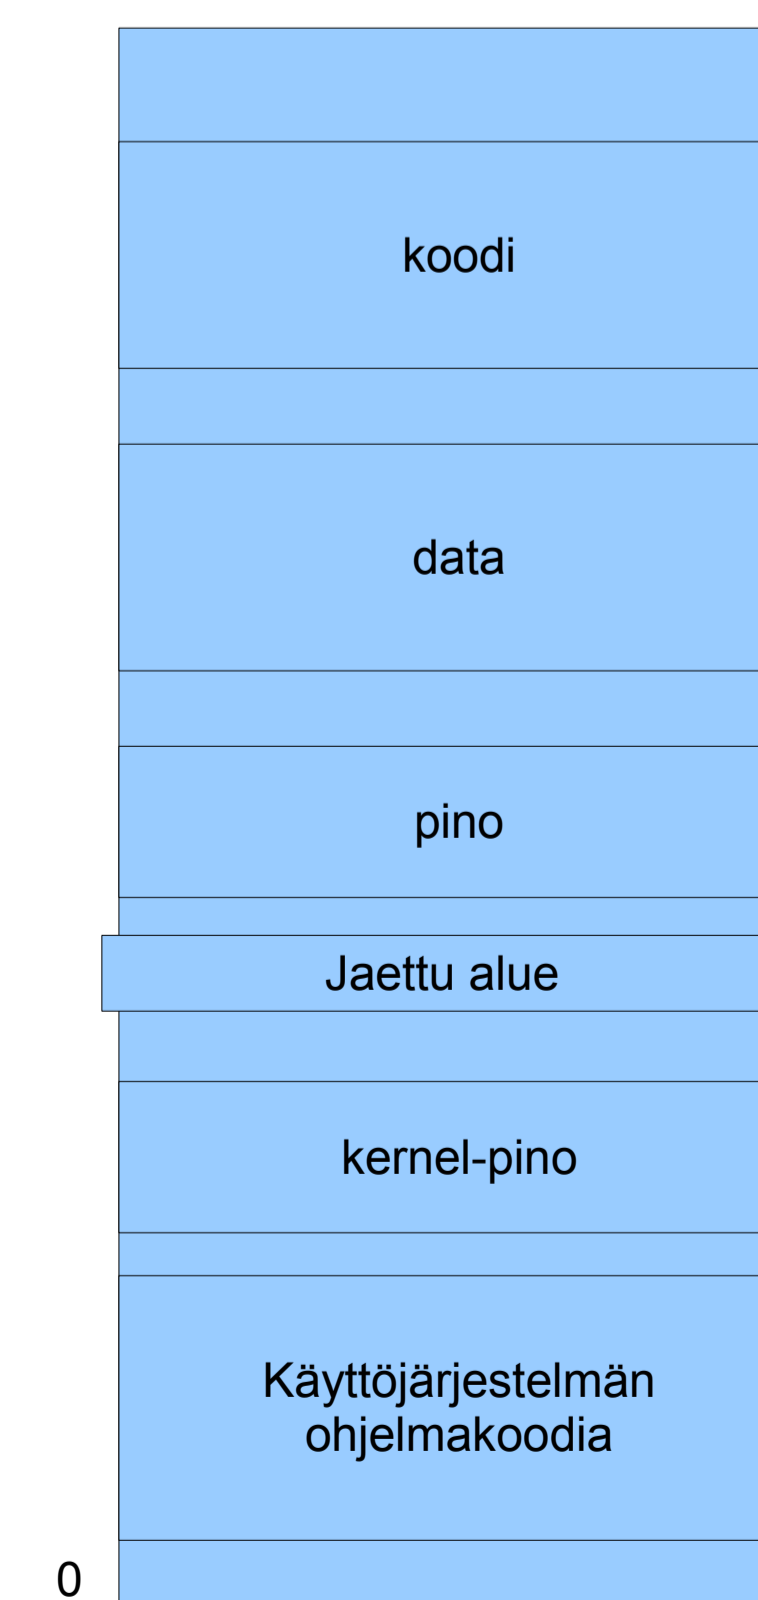 koodi
data
pino
Jaettu alue
kernel-pino
Käyttöjärjestelmän
ohjelmakoodia
0